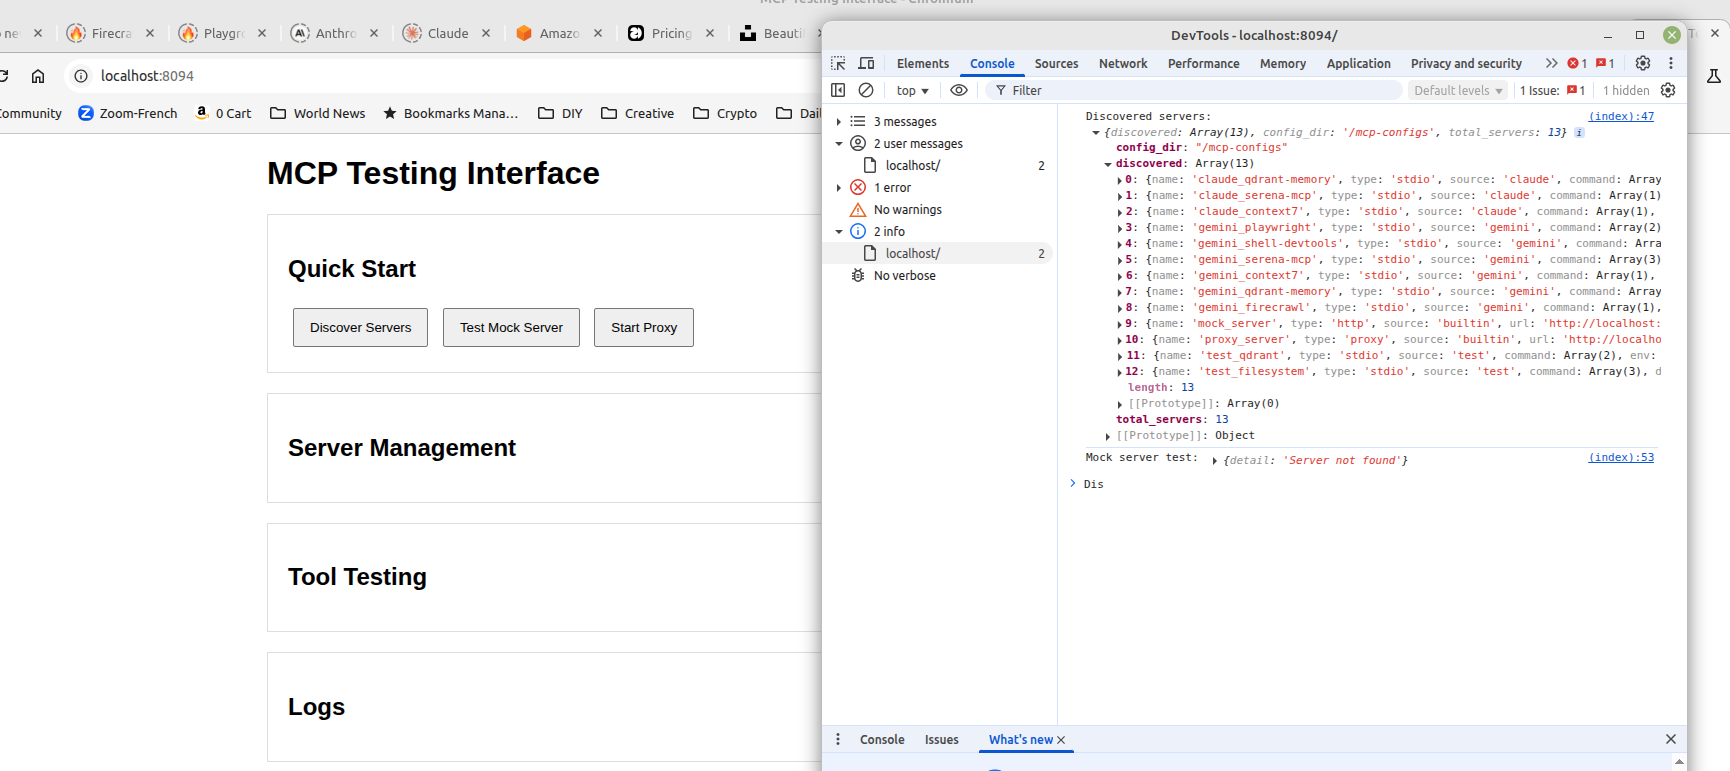 Firecra
Playgr
Anthro
Claude
Amazo
Pricing
Beauti
DevTools - localhost:8094/
localhost:8094
Elements Console Sources Network Performance Memory Application Privacy and security 1 1
top Filter Default levels 1 Issue: 1 1 hidden
ommunity Zoom-French 0 Cart World News Bookmarks Mana… DIY Creative Crypto Dail
MCP Testing Interface
Quick Start
Discover Servers Test Mock Server Start Proxy
Server Management
Tool Testing
Logs
3 messages
2 user messages
localhost/ 2
1 error
No warnings
2 info
localhost/ 2
No verbose
Discovered servers: (index):47
{discovered: Array(13), config_dir: '/mcp-configs', total_servers: 13}
config_dir: "/mcp-configs"
discovered: Array(13)
0: {name: 'claude_qdrant-memory', type: 'stdio', source: 'claude', command: Array
1: {name: 'claude_serena-mcp', type: 'stdio', source: 'claude', command: Array(1)
2: {name: 'claude_context7', type: 'stdio', source: 'claude', command: Array(1),
3: {name: 'gemini_playwright', type: 'stdio', source: 'gemini', command: Array(2)
4: {name: 'gemini_shell-devtools', type: 'stdio', source: 'gemini', command: Arra
5: {name: 'gemini_serena-mcp', type: 'stdio', source: 'gemini', command: Array(3)
6: {name: 'gemini_context7', type: 'stdio', source: 'gemini', command: Array(1),
7: {name: 'gemini_qdrant-memory', type: 'stdio', source: 'gemini', command: Array
8: {name: 'gemini_firecrawl', type: 'stdio', source: 'gemini', command: Array(1),
9: {name: 'mock_server', type: 'http', source: 'builtin', url: 'http://localhost:
10: {name: 'proxy_server', type: 'proxy', source: 'builtin', url: 'http://localho
11: {name: 'test_qdrant', type: 'stdio', source: 'test', command: Array(2), env:
12: {name: 'test_filesystem', type: 'stdio', source: 'test', command: Array(3), d
length: 13
[[Prototype]]: Array(0)
total_servers: 13
[[Prototype]]: Object
Mock server test: {detail: 'Server not found'} (index):53
Dis
Console Issues What's new